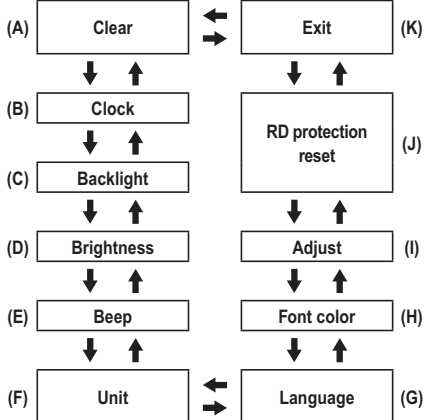 (A) Clear Exit (K)
(B) Clock
RD protection
reset
(J)
(C) Backlight
(D) Brightness Adjust (I)
(E) Beep Font color (H)
(F) Unit Language (G)